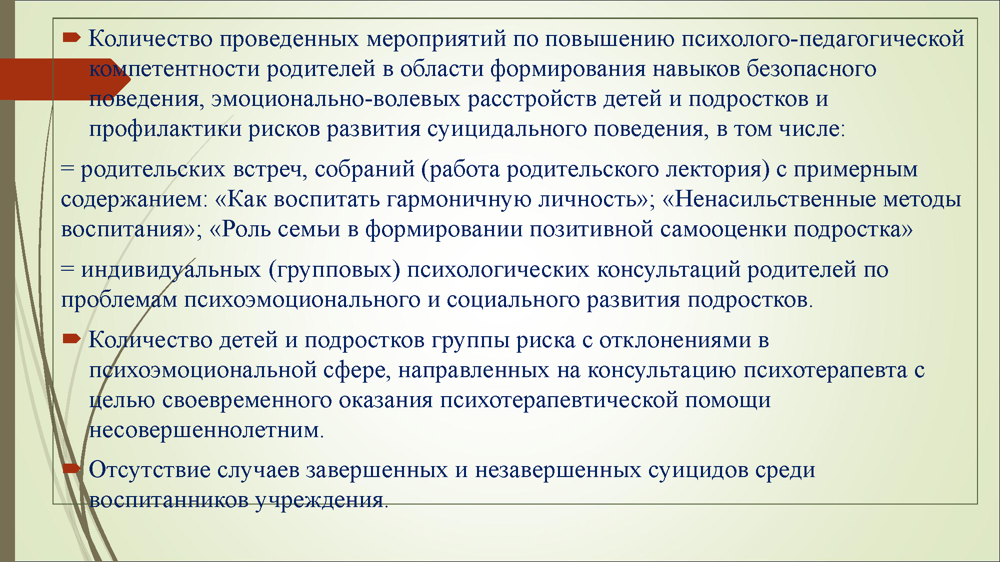 Количество проведенных мероприятий по повышению психолого-педагогической
компетентности родителей в области формирования навыков безопасного
поведения, эмоционально-волевых расстройств детей и подростков и
профилактики рисков развития суицидального поведения, в том числе:
= родительских встреч, собраний (работа родительского лектория) с примерным
содержанием: «Как воспитать гармоничную личность»; «Ненасильственные методы
воспитания»; «Роль семьи в формировании позитивной самооценки подростка»
= индивидуальных (групповых) психологических консультаций родителей по
проблемам психоэмоционального и социального развития подростков.
Количество детей и подростков группы риска с отклонениями в
психоэмоциональной сфере, направленных на консультацию психотерапевта с
целью своевременного оказания психотерапевтической помощи
несовершеннолетним.
Отсутствие случаев завершенных и незавершенных суицидов среди
воспитанников учреждения.